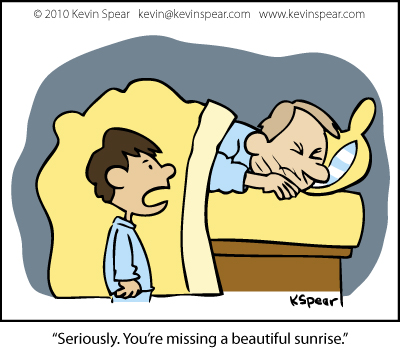 © 2010 Kevin Spear kevin@kevinspear.com www.kevinspear.com
KSpear
“Seriously. You’re missing a beautiful sunrise.”